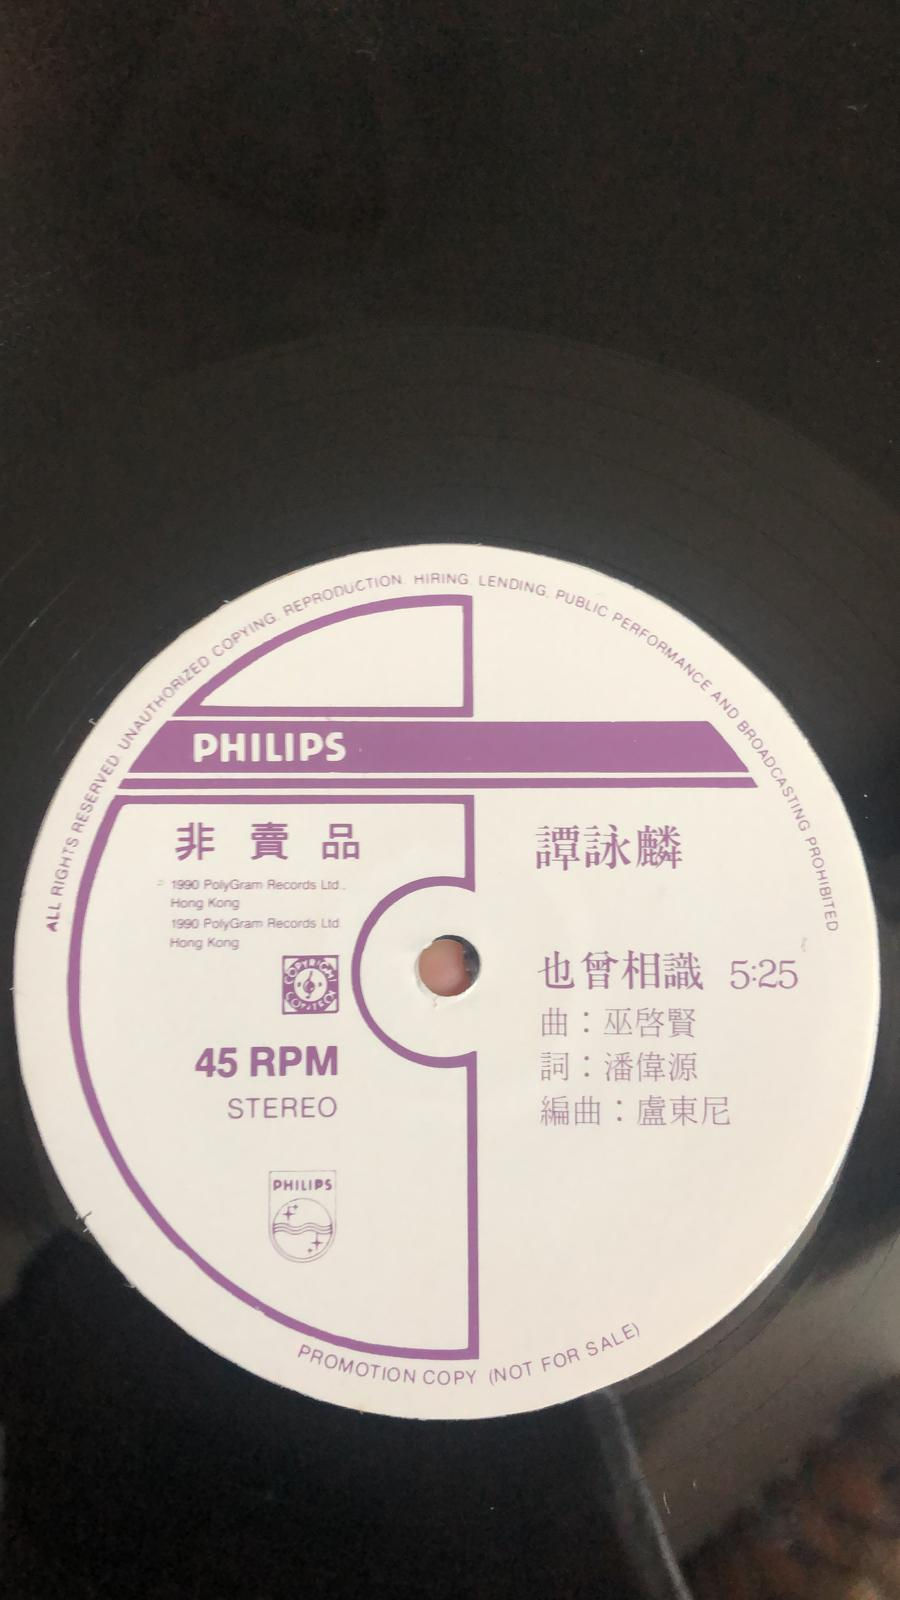 ALL RIGHTS RESERVED UNAUTHORIZED COPYING. REPRODUCTION. HIRING. LENDING. PUBLIC PERFORMANCE AND BROADCASTING PROHIBITED
PHILIPS
非賣品
1990 PolyGram Records Ltd.,
Hong Kong
1990 PolyGram Records Ltd.
Hong Kong
COPYRIGHT CONTROL
45 RPM
STEREO
PHILIPS
譚詠麟
也曾相識 5:25
曲：巫啓賢
詞：潘偉源
編曲：盧東尼
PROMOTION COPY (NOT FOR SALE)